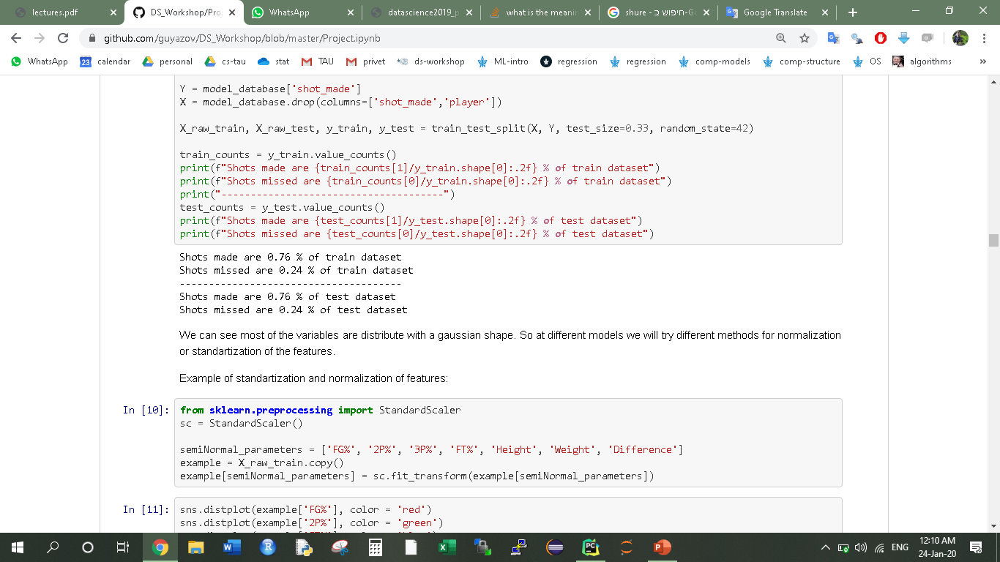 lectures.pdf
DS_Workshop/Proj
WhatsApp
datascience2019_p
what is the meanin
shure - חיפוש ב-Go
Google Translate
github.com/guyazov/DS_Workshop/blob/master/Project.ipynb
WhatsApp
23 calendar
personal
cs-tau
stat
TAU
privet
ds-workshop
ML-intro
regression
regression
comp-models
comp-structure
OS
algorithms
»
Y = model_database['shot_made']
X = model_database.drop(columns=['shot_made','player'])
X_raw_train, X_raw_test, y_train, y_test = train_test_split(X, Y, test_size=0.33, random_state=42)
train_counts = y_train.value_counts()
print(f"Shots made are {train_counts[1]/y_train.shape[0]:.2f} % of train dataset")
print(f"Shots missed are {train_counts[0]/y_train.shape[0]:.2f} % of train dataset")
print("--------------------------------------")
test_counts = y_test.value_counts()
print(f"Shots made are {test_counts[1]/y_test.shape[0]:.2f} % of test dataset")
print(f"Shots missed are {test_counts[0]/y_test.shape[0]:.2f} % of test dataset")
Shots made are 0.76 % of train dataset
Shots missed are 0.24 % of train dataset
--------------------------------------
Shots made are 0.76 % of test dataset
Shots missed are 0.24 % of test dataset
We can see most of the variables are distribute with a gaussian shape. So at different models we will try different methods for normalization
or standartization of the features.
Example of standartization and normalization of features:
In [10]:
from sklearn.preprocessing import StandardScaler
sc = StandardScaler()
semiNormal_parameters = ['FG%', '2P%', '3P%', 'FT%', 'Height', 'Weight', 'Difference']
example = X_raw_train.copy()
example[semiNormal_parameters] = sc.fit_transform(example[semiNormal_parameters])
In [11]:
sns.distplot(example['FG%'], color = 'red')
sns.distplot(example['2P%'], color = 'green')
ENG
12:10 AM
24-Jan-20